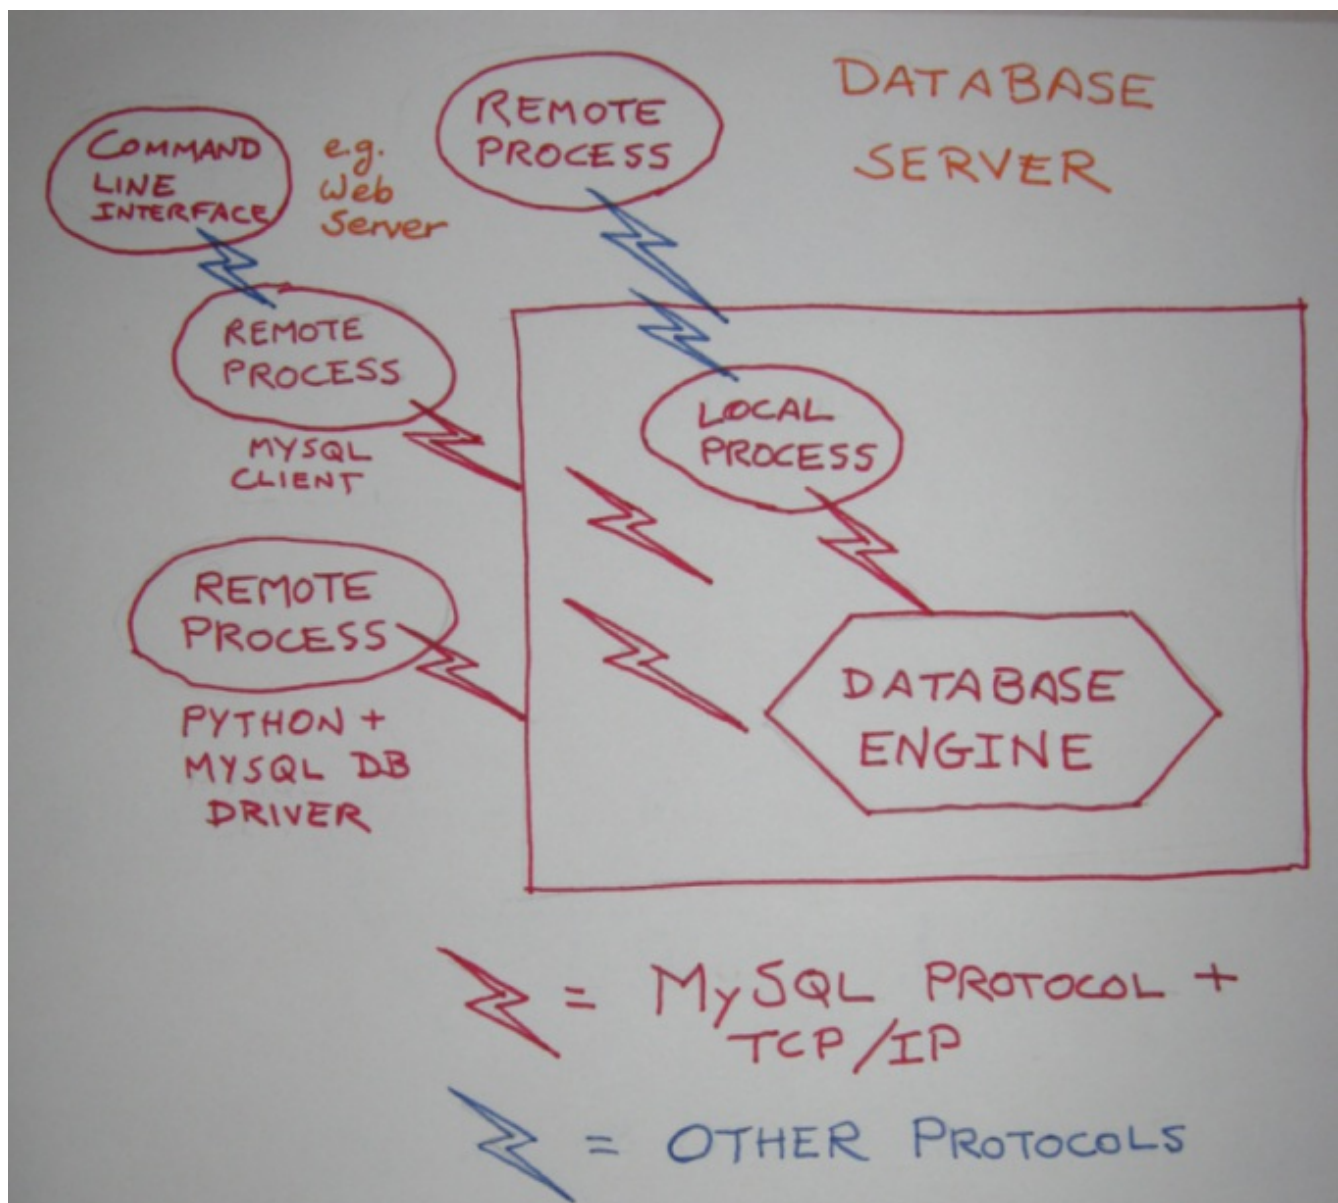 DATABASE
SERVER
REMOTE
PROCESS
COMMAND
LINE
INTERFACE
e.g.
Web
Server
REMOTE
PROCESS
MYSQL
CLIENT
LOCAL
PROCESS
REMOTE
PROCESS
PYTHON +
MYSQL DB
DRIVER
DATABASE
ENGINE
= MySQL PROTOCOL +
TCP/IP
= OTHER PROTOCOLS